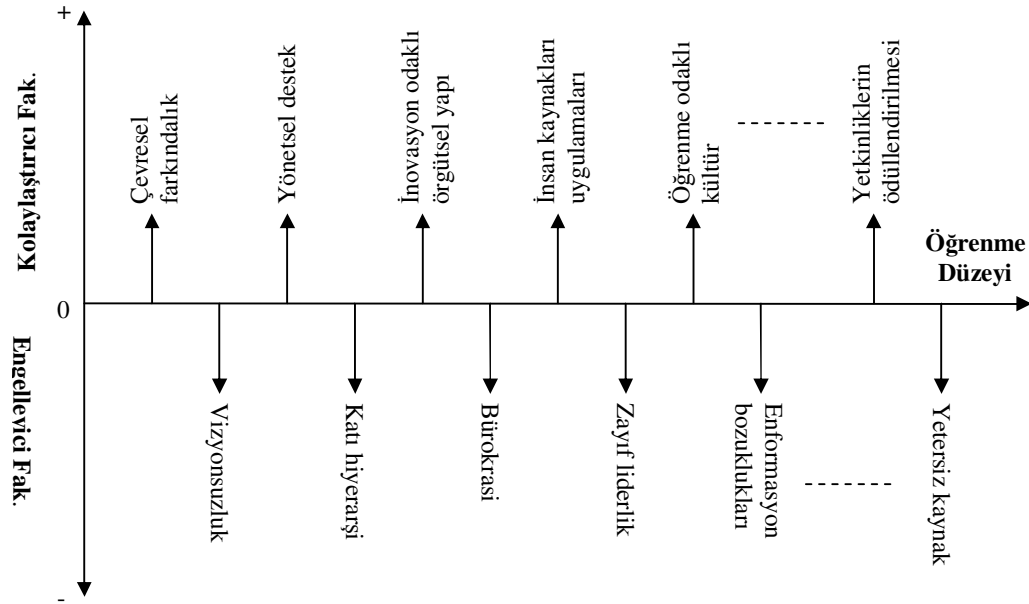 +
Kolaylaştırıcı Fak.
Çevresel
farkındalık
Yönetsel destek
İnovasyon odaklı
örgütsel yapı
İnsan kaynakları
uygulamaları
Öğrenme odaklı
kültür
Yetkinliklerin
ödüllendirilmesi
Öğrenme
Düzeyi
0
Engellevici Fak.
Vizyonsuzluk
Katı hiyerarşi
Bürokrasi
Zayıf liderlik
Enformasyon
bozuklukları
Yetersiz kaynak
-